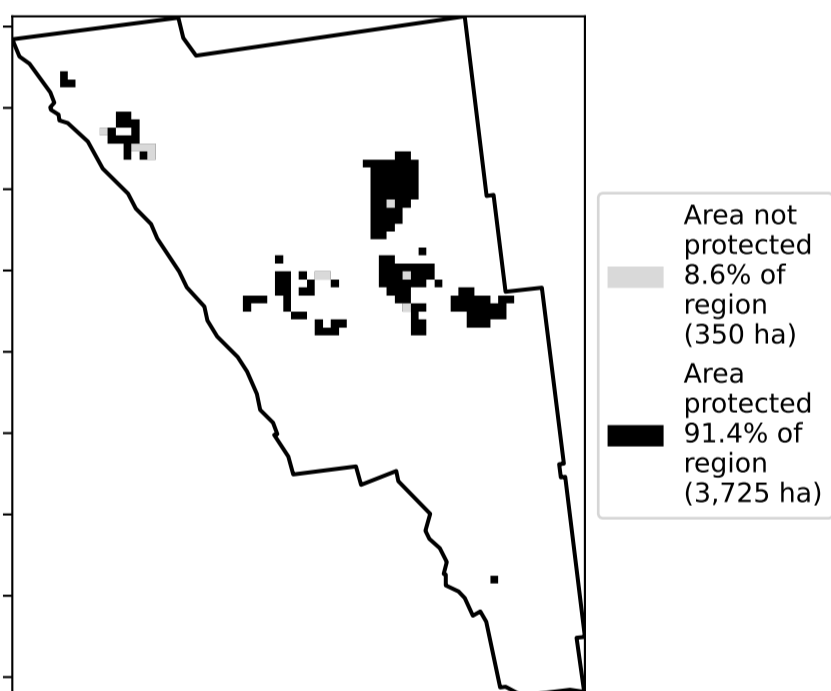 Area not
protected
8.6% of
region
(350 ha)
Area
protected
91.4% of
region
(3,725 ha)